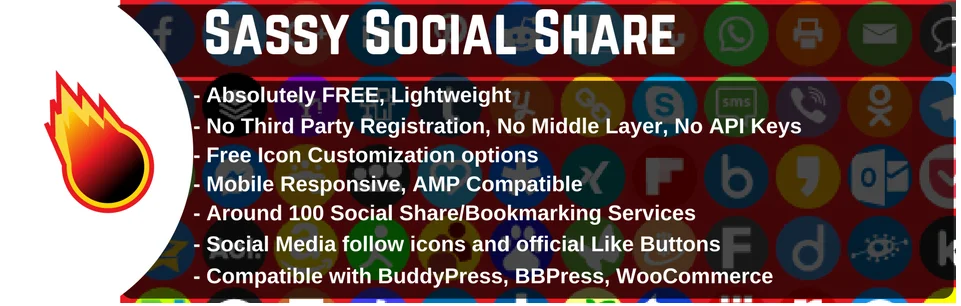 Sassy Social Share
- Absolutely FREE, Lightweight
- No Third Party Registration, No Middle Layer, No API Keys
- Free Icon Customization options
- Mobile Responsive, AMP Compatible
- Around 100 Social Share/Bookmarking Services
- Social Media follow icons and official Like Buttons
- Compatible with BuddyPress, BBPress, WooCommerce
sms